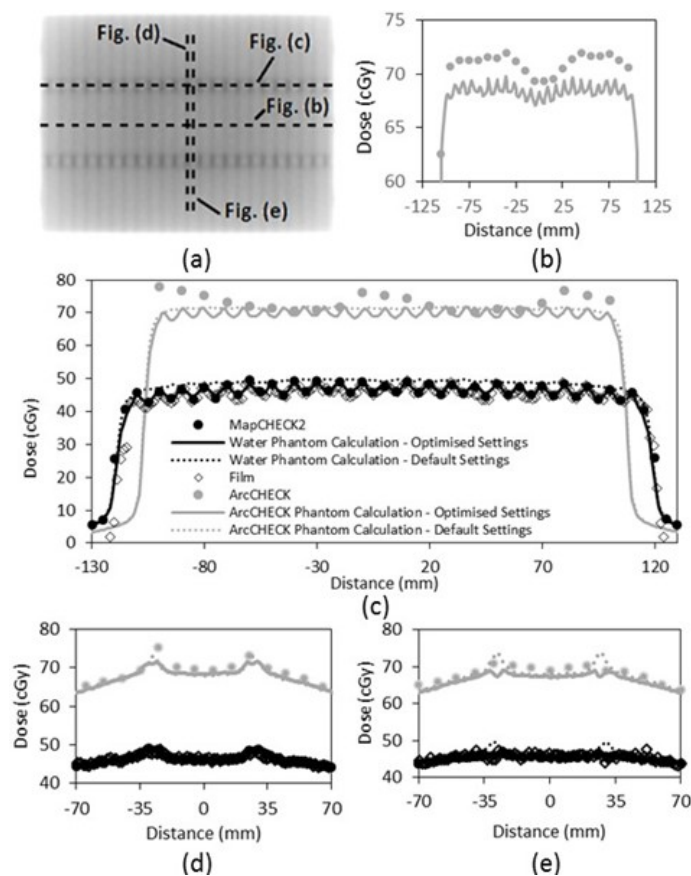 Fig. (d)
Fig. (c)
Fig. (b)
Fig. (e)
(a)
Dose (cGy)
75
70
65
60
-125 -75 -25 25 75 125
Distance (mm)
(b)
Dose (cGy)
80
70
60
50
40
30
20
10
0
MapCHECK2
Water Phantom Calculation - Optimised Settings
Water Phantom Calculation - Default Settings
Film
ArcCHECK
ArcCHECK Phantom Calculation - Optimised Settings
ArcCHECK Phantom Calculation - Default Settings
-130 -80 -30 20 70 120
Distance (mm)
(c)
Dose (cGy)
80
70
60
50
40
-70 -35 0 35 70
Distance (mm)
(d)
Dose (cGy)
80
70
60
50
40
-70 -35 0 35 70
Distance (mm)
(e)